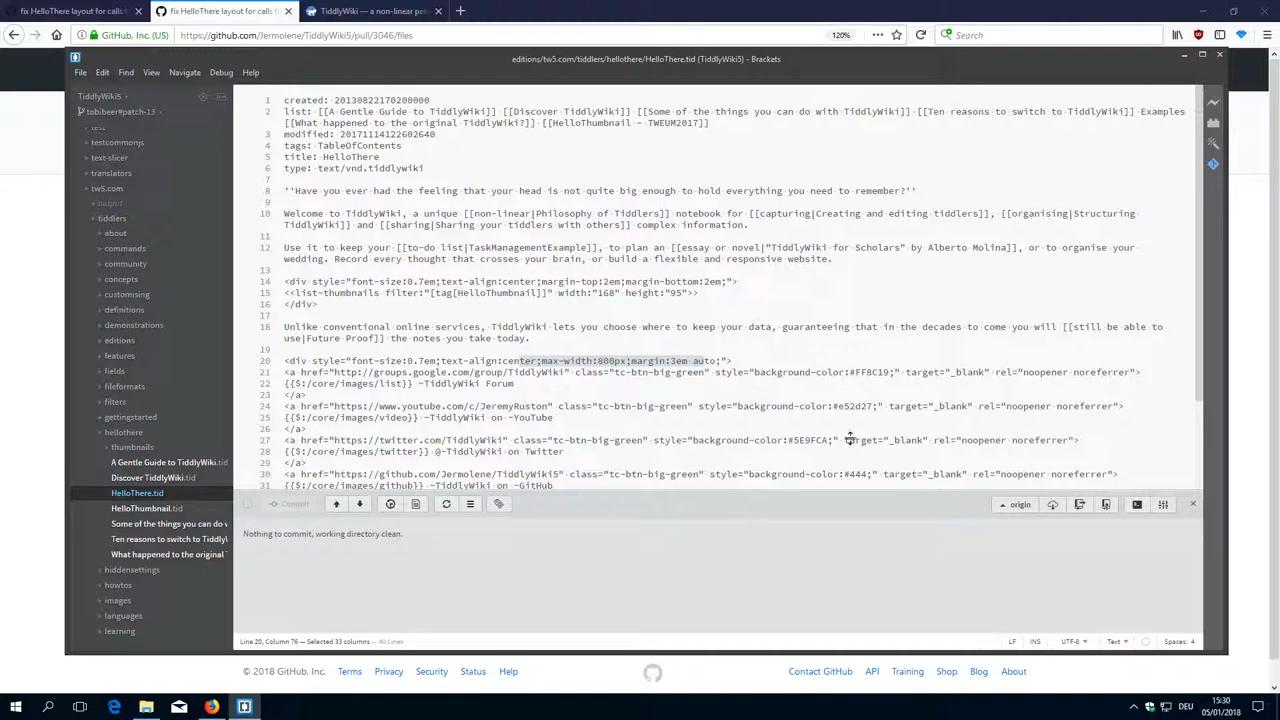 fix HelloThere layout for calls t
fix HelloThere layout for calls t
TiddlyWiki — a non-linear per
GitHub, Inc. (US)
https://github.com/Jermolene/TiddlyWiki5/pull/3046/files
120%
Search
editions/tw5.com/tiddlers/hellothere/HelloThere.tid (TiddlyWiki5) - Brackets
File Edit Find View Navigate Debug Help
TiddlyWiki5
tobibeer#patch-13
test
testcommonjs
text-slicer
translators
tw5.com
output
tiddlers
about
commands
community
concepts
customising
definitions
demonstrations
editions
features
fields
fileformats
filters
gettingstarted
hellothere
thumbnails
A Gentle Guide to TiddlyWiki.tid
Discover TiddlyWiki.tid
HelloThere.tid
HelloThumbnail.tid
Some of the things you can do w
Ten reasons to switch to Tiddly
What happened to the original
hiddensettings
howtos
images
languages
learning
1 created: 20130822170200000
2 list: [[A Gentle Guide to TiddlyWiki]] [[Discover TiddlyWiki]] [[Some of the things you can do with TiddlyWiki]] [[Ten reasons to switch to TiddlyWiki]] Examples
[[What happened to the original TiddlyWiki?]] [[HelloThumbnail - TWEUM2017]]
3 modified: 20171114122602640
4 tags: TableOfContents
5 title: HelloThere
6 type: text/vnd.tiddlywiki
7
8 ''Have you ever had the feeling that your head is not quite big enough to hold everything you need to remember?''
9
10 Welcome to TiddlyWiki, a unique [[non-linear|Philosophy of Tiddlers]] notebook for [[capturing|Creating and editing tiddlers]], [[organising|Structuring
TiddlyWiki]] and [[sharing|Sharing your tiddlers with others]] complex information.
11
12 Use it to keep your [[to-do list|TaskManagementExample]], to plan an [[essay or novel|"TiddlyWiki for Scholars" by Alberto Molina]], or to organise your
wedding. Record every thought that crosses your brain, or build a flexible and responsive website.
13
14 <div style="font-size:0.7em;text-align:center;margin-top:2em;margin-bottom:2em;">
15 <<list-thumbnails filter:"[tag[HelloThumbnail]]" width:"168" height:"95">>
16 </div>
17
18 Unlike conventional online services, TiddlyWiki lets you choose where to keep your data, guaranteeing that in the decades to come you will [[still be able to
use|Future Proof]] the notes you take today.
19
20 <div style="font-size:0.7em;text-align:center;max-width:800px;margin:3em auto;">
21 <a href="http://groups.google.com/group/TiddlyWiki" class="tc-btn-big-green" style="background-color:#FF8C19;" target="_blank" rel="noopener noreferrer">
22 {{$:/core/images/list}} ~TiddlyWiki Forum
23 </a>
24 <a href="https://www.youtube.com/c/JeremyRuston" class="tc-btn-big-green" style="background-color:#e52d27;" target="_blank" rel="noopener noreferrer">
25 {{$:/core/images/video}} ~TiddlyWiki on ~YouTube
26 </a>
27 <a href="https://twitter.com/TiddlyWiki" class="tc-btn-big-green" style="background-color:#5E9FCA;" target="_blank" rel="noopener noreferrer">
28 {{$:/core/images/twitter}} @~TiddlyWiki on Twitter
29 </a>
30 <a href="https://github.com/Jermolene/TiddlyWiki5" class="tc-btn-big-green" style="background-color:#444;" target="_blank" rel="noopener noreferrer">
31 {{$:/core/images/github}} ~TiddlyWiki on ~GitHub
Commit
origin
Nothing to commit, working directory clean.
Line 20, Column 76 — Selected 33 columns — 40 Lines
LF INS UTF-8 Text Spaces: 4
© 2018 GitHub, Inc. Terms Privacy Security Status Help
Contact GitHub API Training Shop Blog About
DEU
15:30
05/01/2018